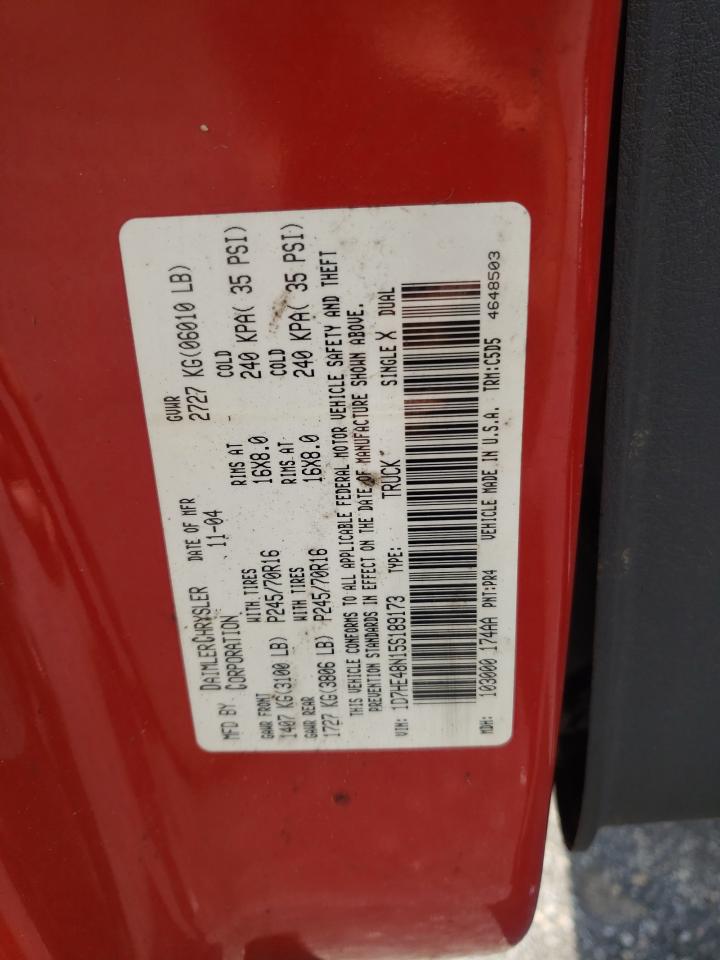 MFD BY DAIMLERCHRYSLER CORPORATION
DATE OF MFR 11-04
GVWR 2727 KG(06010 LB)
GAWR FRONT WITH TIRES RIMS AT COLD
1407 KG(3100 LB) P245/70R16 16X8.0 240 KPA( 35 PSI)
GAWR REAR WITH TIRES RIMS AT COLD
1727 KG(3806 LB) P245/70R16 16X8.0 240 KPA( 35 PSI)
THIS VEHICLE CONFORMS TO ALL APPLICABLE FEDERAL MOTOR VEHICLE SAFETY AND THEFT
PREVENTION STANDARDS IN EFFECT ON THE DATE OF MANUFACTURE SHOWN ABOVE.
VIN: 1D7HE48N15S189173 TYPE: TRUCK SINGLE X DUAL
MDH: 103000 174AA PNT:PR4 VEHICLE MADE IN U.S.A. TRM:C5D5 4648503